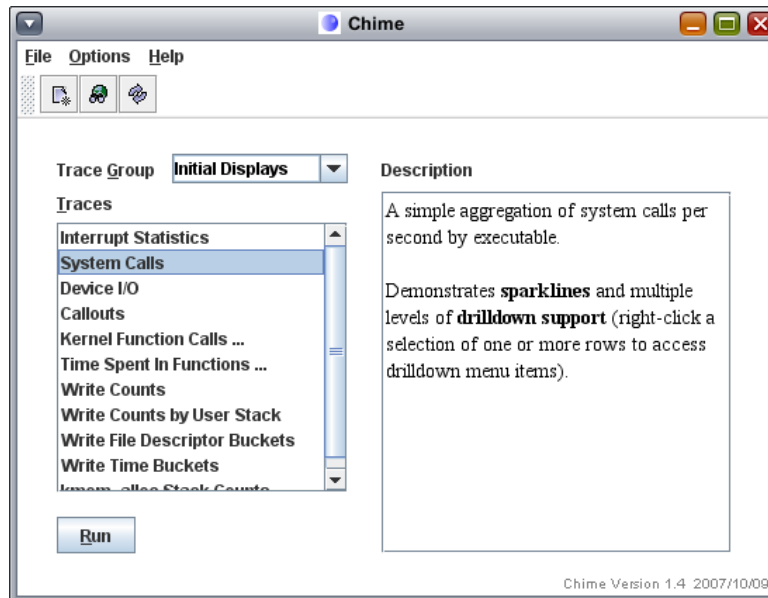 Chime
File Options Help
Trace Group Initial Displays
Traces
Interrupt Statistics
System Calls
Device I/O
Callouts
Kernel Function Calls ...
Time Spent In Functions ...
Write Counts
Write Counts by User Stack
Write File Descriptor Buckets
Write Time Buckets
kmem_alloc Stack Counts
Run
Description
A simple aggregation of system calls per
second by executable.
Demonstrates sparklines and multiple
levels of drilldown support (right-click a
selection of one or more rows to access
drilldown menu items).
Chime Version 1.4 2007/10/09